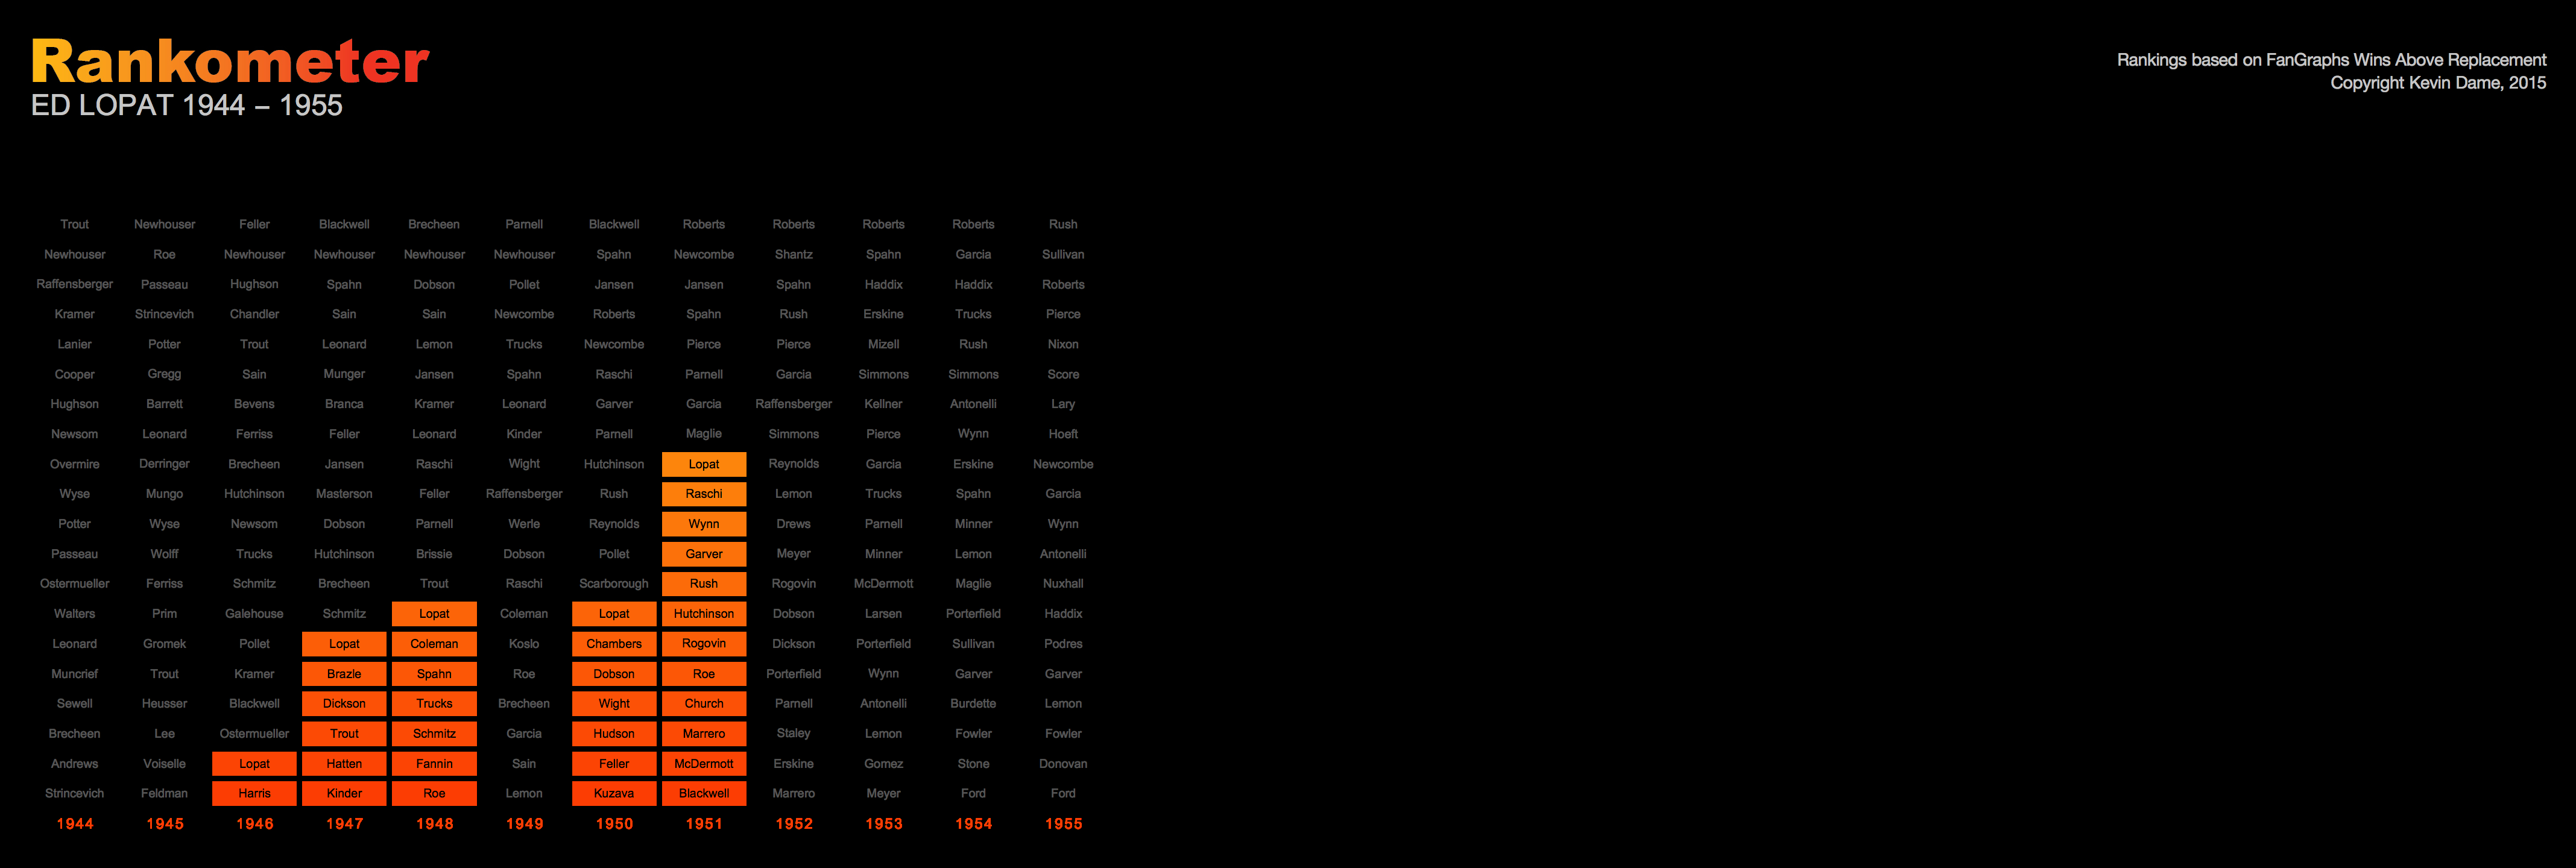 Rankometer
ED LOPAT 1944 – 1955
Rankings based on FanGraphs Wins Above Replacement
Copyright Kevin Dame, 2015
Trout Newhouser Feller Blackwell Brecheen Parnell Blackwell Roberts Roberts Roberts Roberts Rush
Newhouser Roe Newhouser Newhouser Newhouser Newhouser Spahn Newcombe Shantz Spahn Garcia Sullivan
Raffensberger Passeau Hughson Spahn Dobson Pollet Jansen Jansen Spahn Haddix Haddix Roberts
Kramer Strincevich Chandler Sain Sain Newcombe Roberts Spahn Rush Erskine Trucks Pierce
Lanier Potter Trout Leonard Lemon Trucks Newcombe Pierce Pierce Mizell Rush Nixon
Cooper Gregg Sain Munger Jansen Spahn Raschi Parnell Garcia Simmons Simmons Score
Hughson Barrett Bevens Branca Kramer Leonard Garver Garcia Raffensberger Kellner Antonelli Lary
Newsom Leonard Ferriss Feller Leonard Kinder Parnell Maglie Simmons Pierce Wynn Hoeft
Overmire Derringer Brecheen Jansen Raschi Wight Hutchinson Lopat Reynolds Garcia Erskine Newcombe
Wyse Mungo Hutchinson Masterson Feller Raffensberger Rush Raschi Lemon Trucks Spahn Garcia
Potter Wyse Newsom Dobson Parnell Werle Reynolds Wynn Drews Parnell Minner Wynn
Passeau Wolff Trucks Hutchinson Brissie Dobson Pollet Garver Meyer Minner Lemon Antonelli
Ostermueller Ferriss Schmitz Brecheen Trout Raschi Scarborough Rush Rogovin McDermott Maglie Nuxhall
Walters Prim Galehouse Schmitz Lopat Coleman Lopat Hutchinson Dobson Larsen Porterfield Haddix
Leonard Gromek Pollet Lopat Coleman Koslo Chambers Rogovin Dickson Porterfield Sullivan Podres
Muncrief Trout Kramer Brazle Spahn Roe Dobson Roe Porterfield Wynn Garver Garver
Sewell Heusser Blackwell Dickson Trucks Brecheen Wight Church Parnell Antonelli Burdette Lemon
Brecheen Lee Ostermueller Trout Schmitz Garcia Hudson Marrero Staley Lemon Fowler Fowler
Andrews Voiselle Lopat Hatten Fannin Sain Feller McDermott Erskine Gomez Stone Donovan
Strincevich Feldman Harris Kinder Roe Lemon Kuzava Blackwell Marrero Meyer Ford Ford
1944 1945 1946 1947 1948 1949 1950 1951 1952 1953 1954 1955